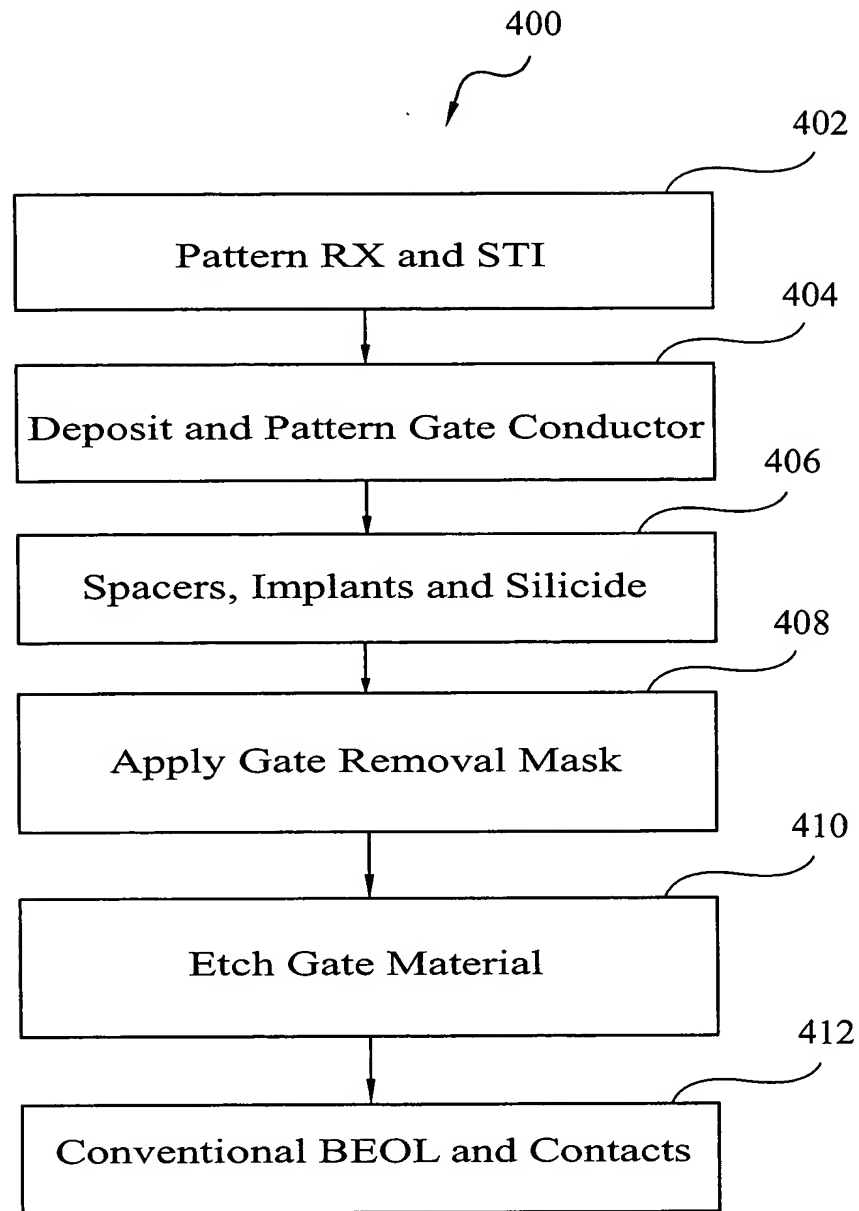 400
402
Pattern RX and STI
404
Deposit and Pattern Gate Conductor
406
Spacers, Implants and Silicide
408
Apply Gate Removal Mask
410
Etch Gate Material
412
Conventional BEOL and Contacts